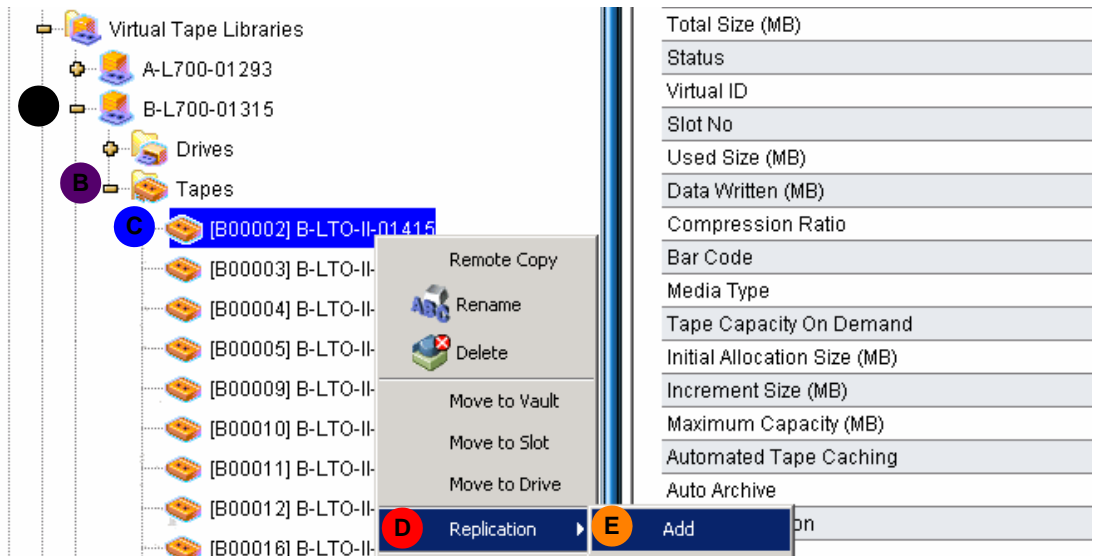 Virtual Tape Libraries
A-L700-01293
B-L700-01315
Drives
B
Tapes
C
[B00002] B-LTO-II-01415
[B00003] B-LTO-II-
[B00004] B-LTO-II-
[B00005] B-LTO-II-
[B00009] B-LTO-II-
[B00010] B-LTO-II-
[B00011] B-LTO-II-
[B00012] B-LTO-II-
[B00016] B-LTO-II-
Remote Copy
ABC Rename
Delete
Move to Vault
Move to Slot
Move to Drive
D Replication
E Add
Total Size (MB)
Status
Virtual ID
Slot No
Used Size (MB)
Data Written (MB)
Compression Ratio
Bar Code
Media Type
Tape Capacity On Demand
Initial Allocation Size (MB)
Increment Size (MB)
Maximum Capacity (MB)
Automated Tape Caching
Auto Archive
on